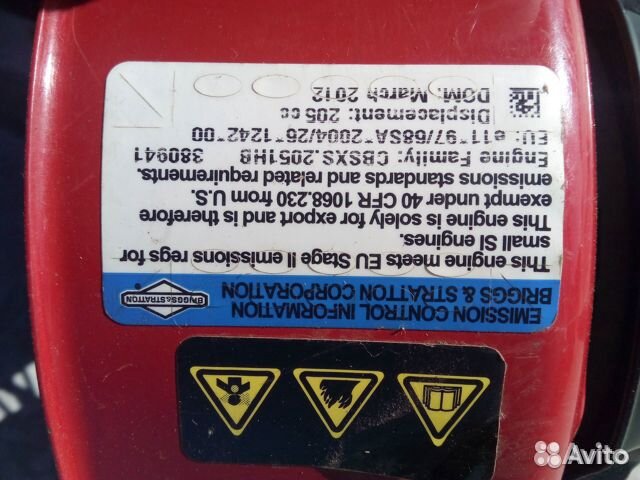 EMISSION CONTROL INFORMATION
BRIGGS & STRATTON CORPORATION
BRIGGS & STRATTON
This engine meets EU Stage II emissions regs for
small SI engines.
This engine is solely for export and is therefore
exempt under 40 CFR 1068.230 from U.S.
emissions standards and related requirements.
Engine Family: CBSXS.2051HB 380941
EU: e11*97/68SA*2004/26*1242*00
Displacement: 205 cc
DOM: March 2012
Avito